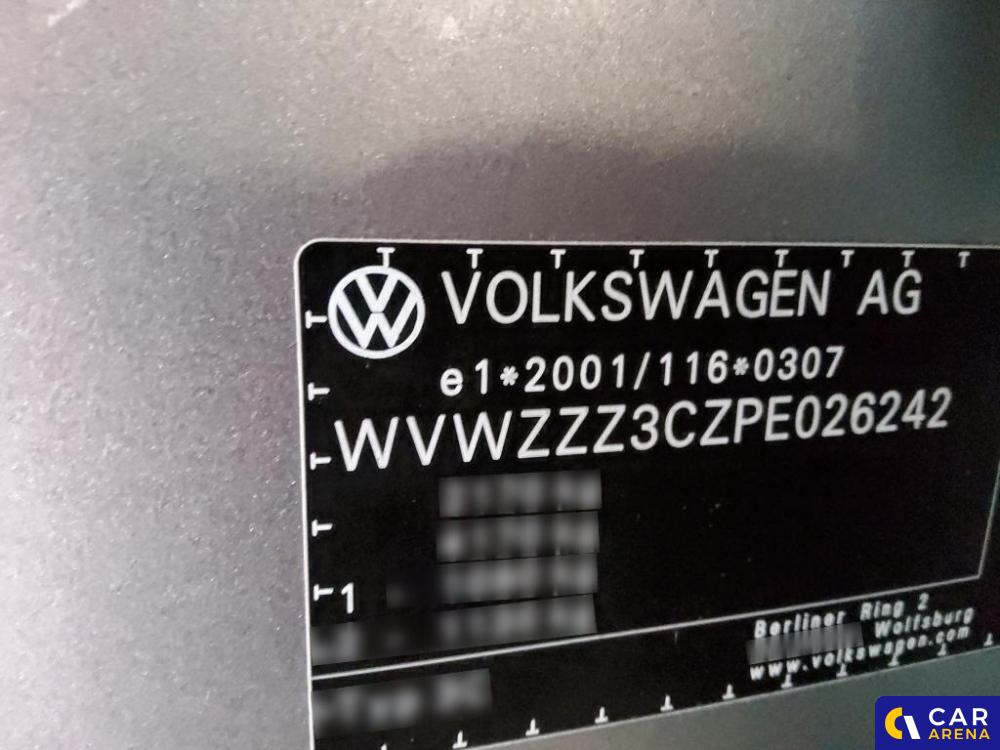 VOLKSWAGEN AG
e1*2001/116*0307
WVWZZZ3CZPE026242
1
Berliner Ring 2
Wolfsburg
www.volkswagen.com
CAR
ARENA